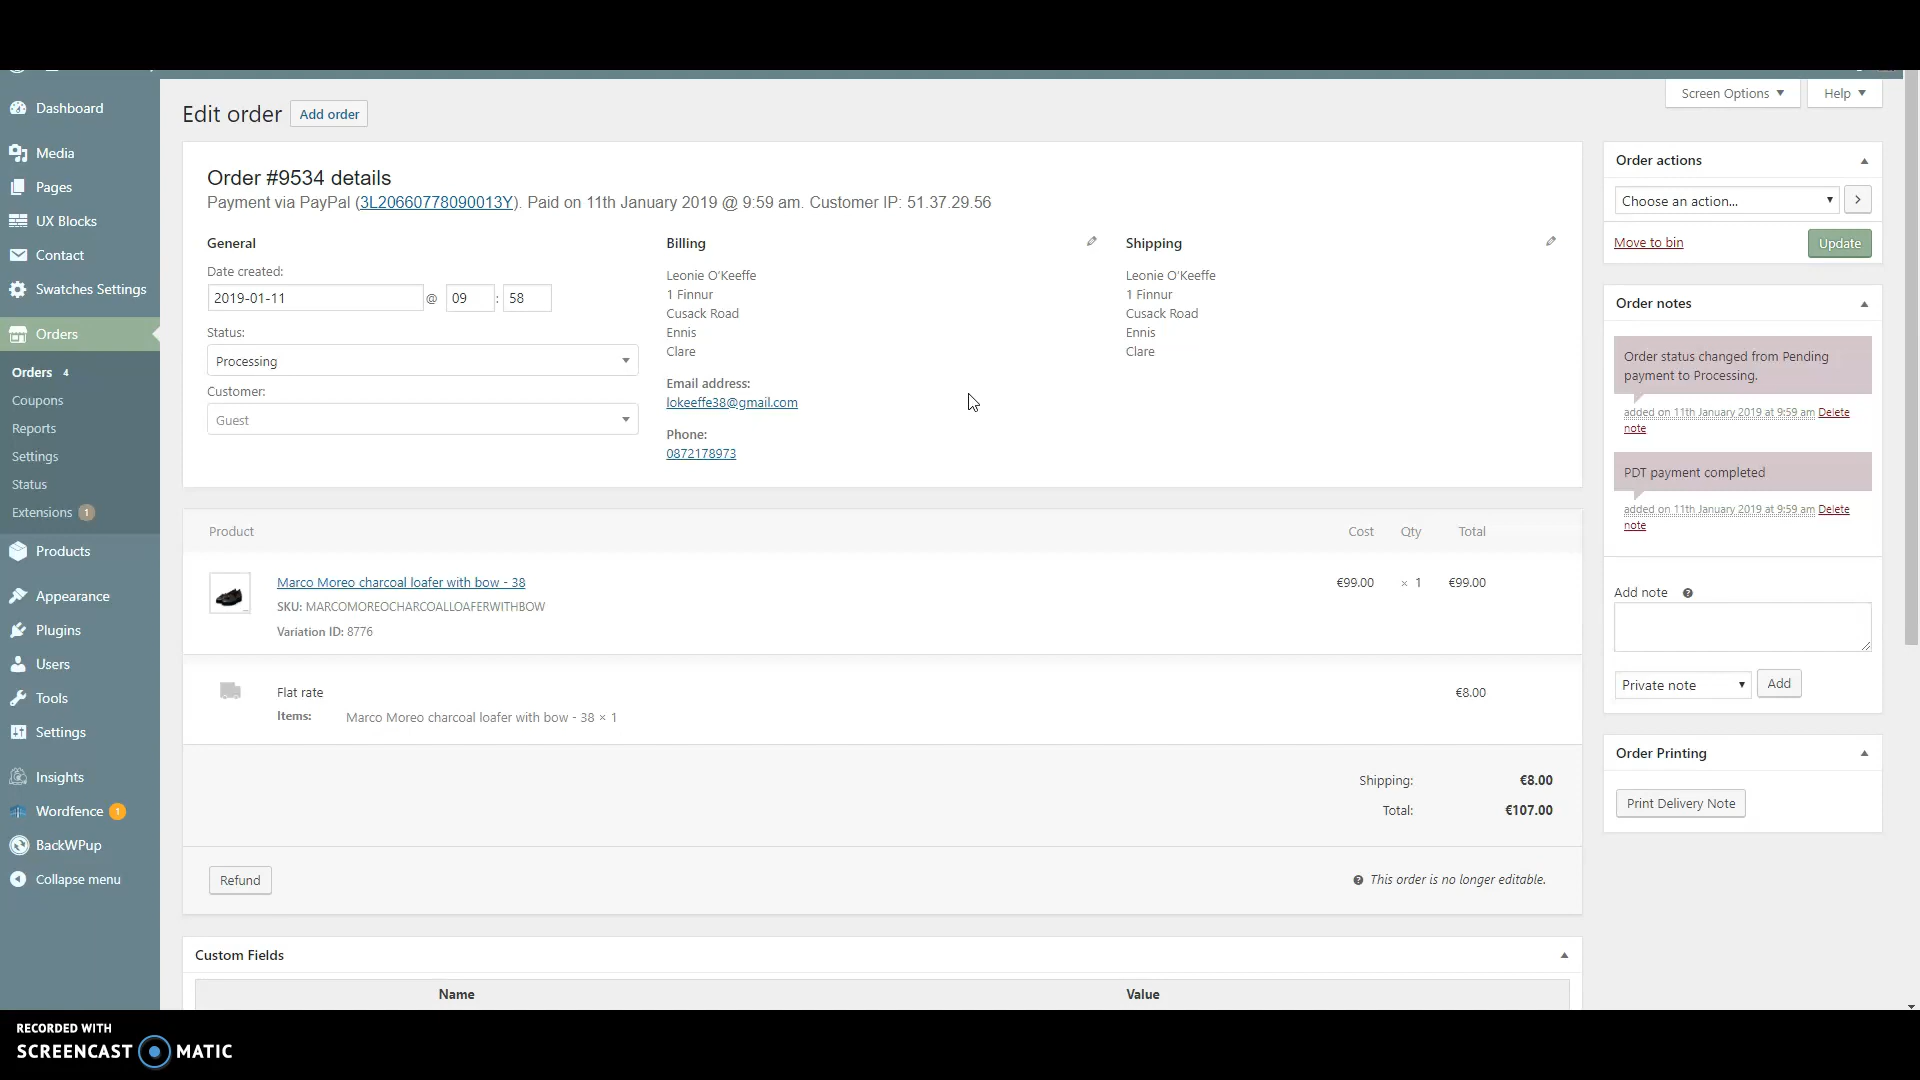 Dashboard
Media
Pages
UX Blocks
Contact
Swatches Settings
Orders
Orders 4
Coupons
Reports
Settings
Status
Extensions 1
Products
Appearance
Plugins
Users
Tools
Settings
Insights
Wordfence 1
BackWPup
Collapse menu
Screen Options
Help
Edit order
Add order
Order #9534 details
Payment via PayPal (3L20660778090013Y). Paid on 11th January 2019 @ 9:59 am. Customer IP: 51.37.29.56
General
Date created:
2019-01-11 @ 09 : 58
Status:
Processing
Customer:
Guest
Billing
Leonie O'Keeffe
1 Finnur
Cusack Road
Ennis
Clare
Email address:
lokeeffe38@gmail.com
Phone:
0872178973
Shipping
Leonie O'Keeffe
1 Finnur
Cusack Road
Ennis
Clare
Product Cost Qty Total
Marco Moreo charcoal loafer with bow - 38 €99.00 × 1 €99.00
SKU: MARCOMOREOCHARCOALLOAFERWITHBOW
Variation ID: 8776
Flat rate €8.00
Items: Marco Moreo charcoal loafer with bow - 38 × 1
Shipping: €8.00
Total: €107.00
Refund
This order is no longer editable.
Custom Fields
Name Value
Order actions
Choose an action...
Move to bin
Update
Order notes
Order status changed from Pending
payment to Processing.
added on 11th January 2019 at 9:59 am Delete
note
PDT payment completed
added on 11th January 2019 at 9:59 am Delete
note
Add note
Private note
Add
Order Printing
Print Delivery Note
RECORDED WITH
SCREENCAST MATIC